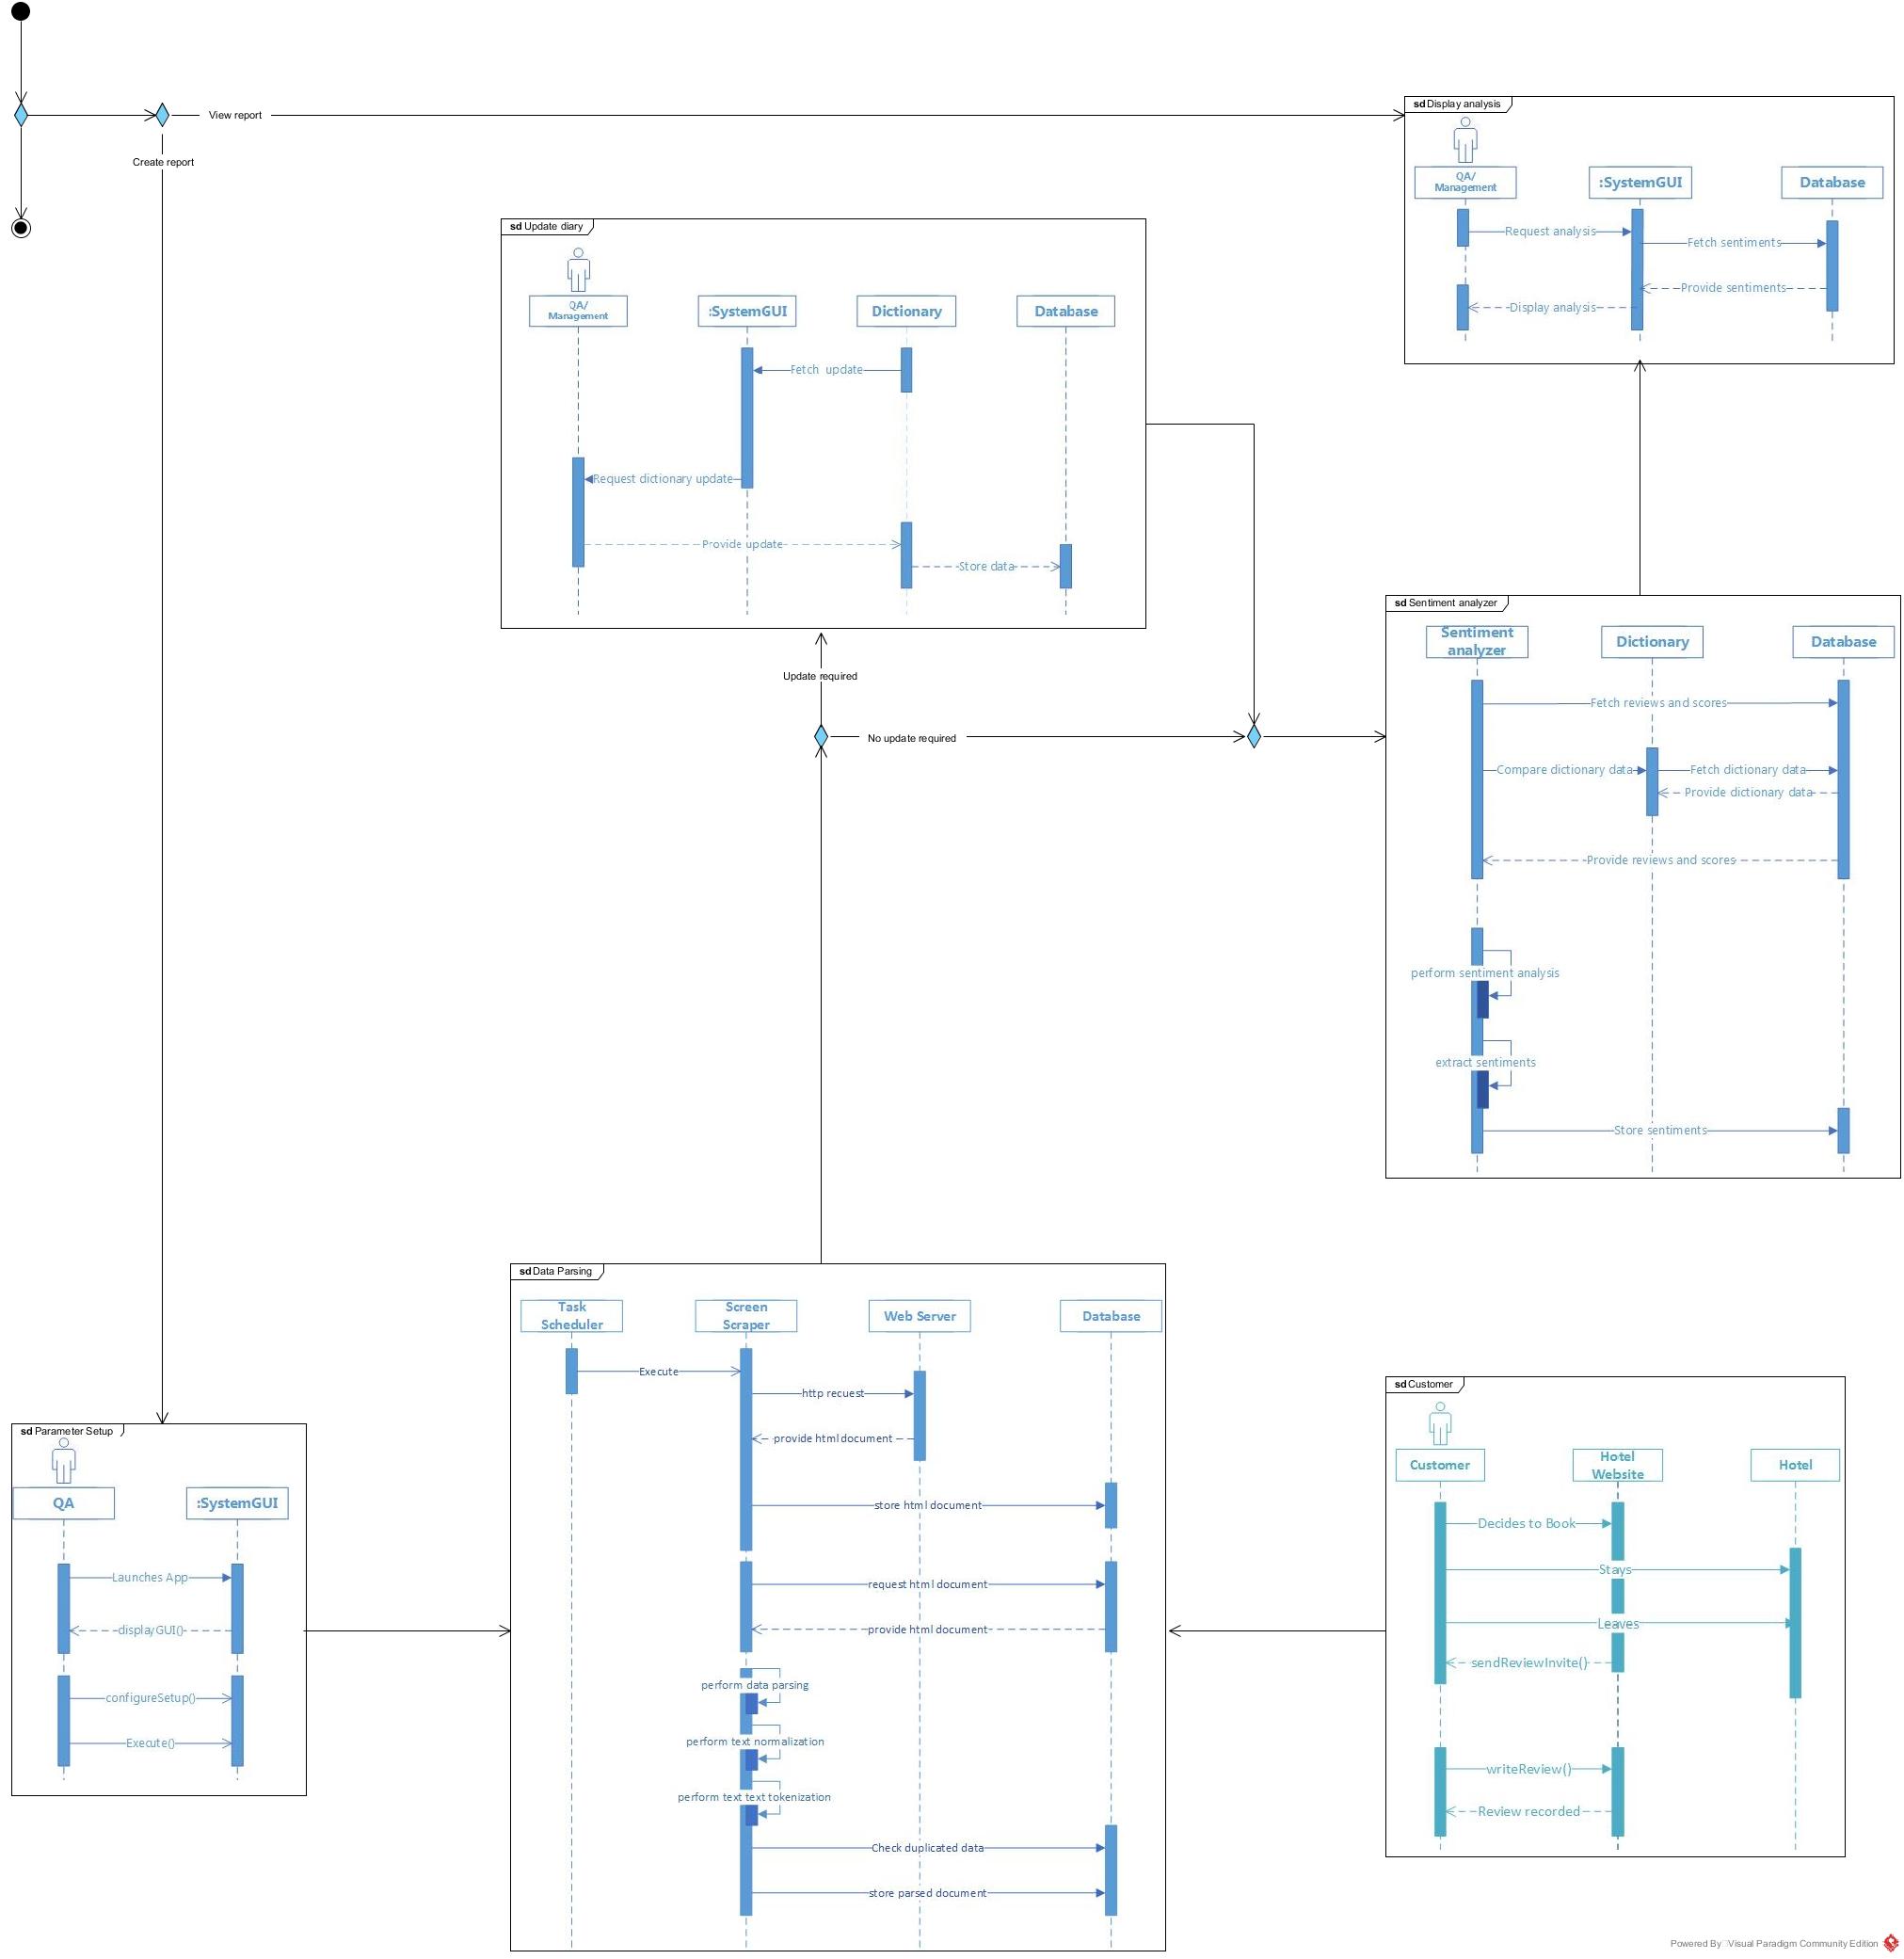 View report
Create report
sd Display analysis
QA/
Management
:SystemGUI
Database
Request analysis
Fetch sentiments
Provide sentiments
Display analysis
sd Update diary
QA/
Management
:SystemGUI
Dictionary
Database
Fetch update
Request dictionary update
Provide update
Store data
Update required
No update required
sd Sentiment analyzer
Sentiment
analyzer
Dictionary
Database
Fetch reviews and scores
Compare dictionary data
Fetch dictionary data
Provide dictionary data
Provide reviews and scores
perform sentiment analysis
extract sentiments
Store sentiments
sd Data Parsing
Task
Scheduler
Screen
Scraper
Web Server
Database
Execute
http recuest
provide html document
store html document
request html document
provide html document
perform data parsing
perform text normalization
perform text text tokenization
Check duplicated data
store parsed document
sd Customer
Customer
Hotel
Website
Hotel
Decides to Book
Stays
Leaves
sendReviewInvite()
writeReview()
Review recorded
sd Parameter Setup
QA
:SystemGUI
Launches App
displayGUI()
configureSetup()
Execute()
Powered By Visual Paradigm Community Edition